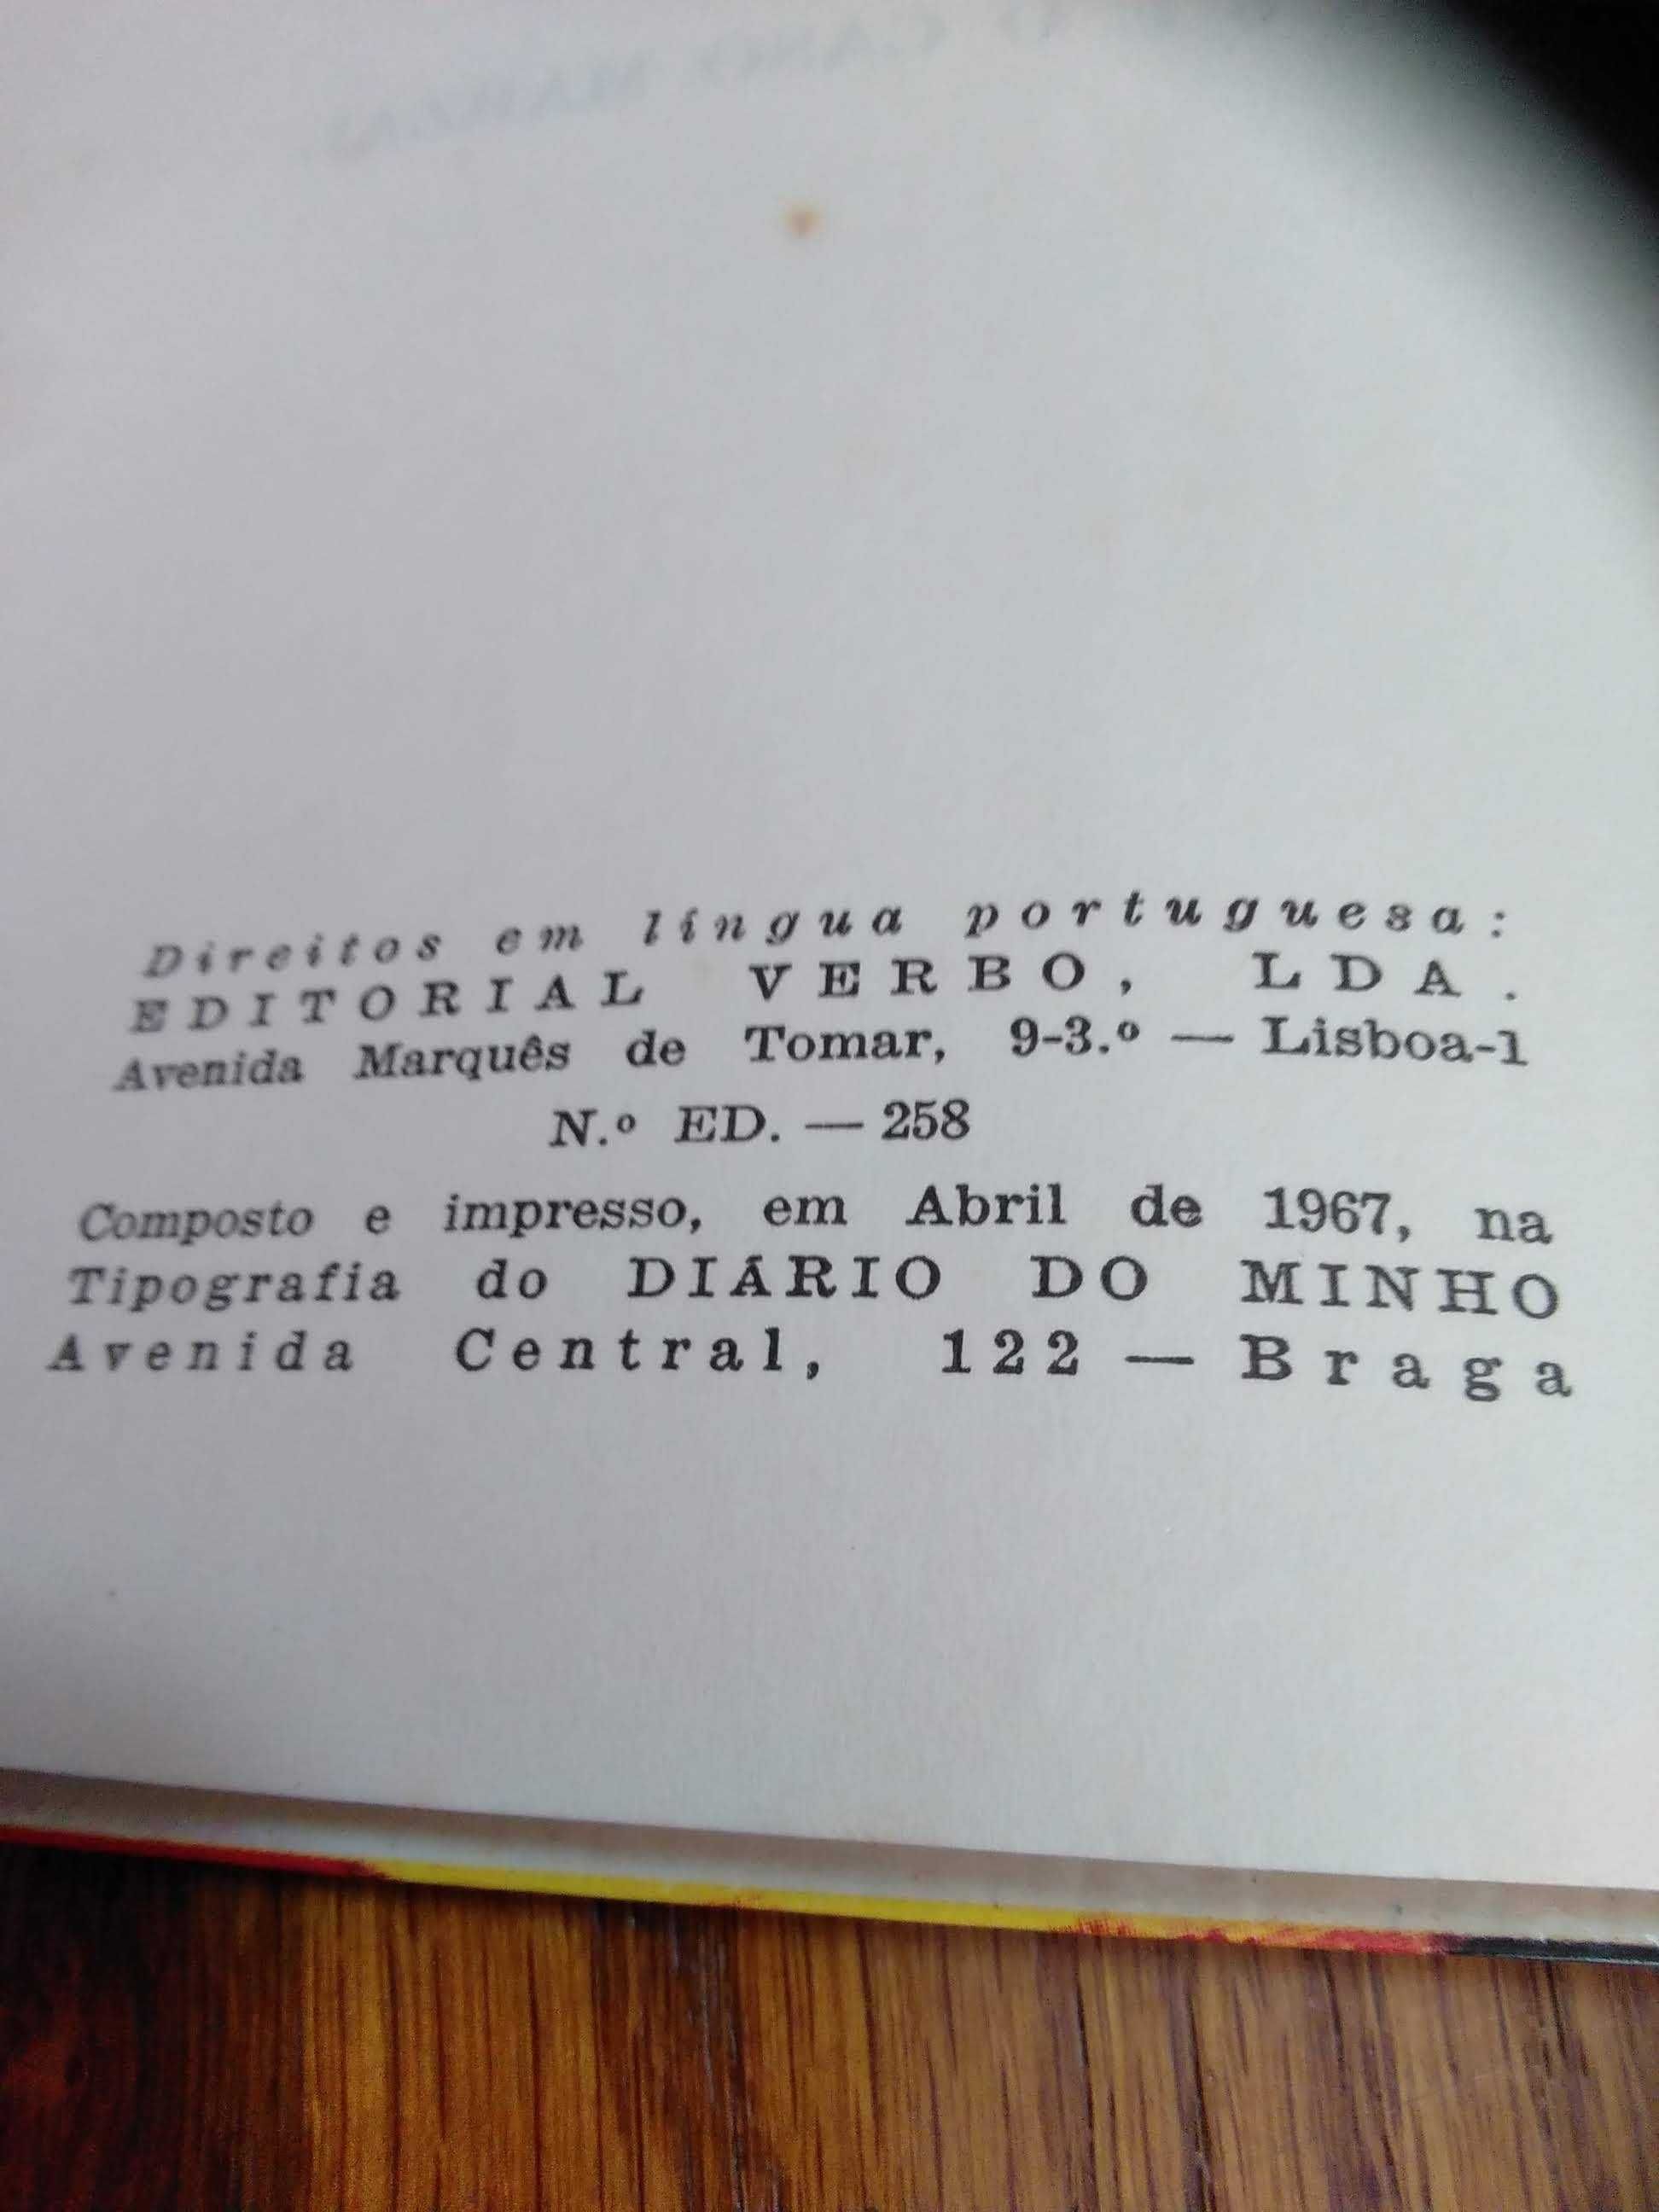 Direitos em língua portuguesa:
EDITORIAL VERBO, LDA.
Avenida Marquês de Tomar, 9-3.º — Lisboa-1
N.º ED. — 258
Composto e impresso, em Abril de 1967, na
Tipografia do DIÁRIO DO MINHO
Avenida Central, 122 — Braga